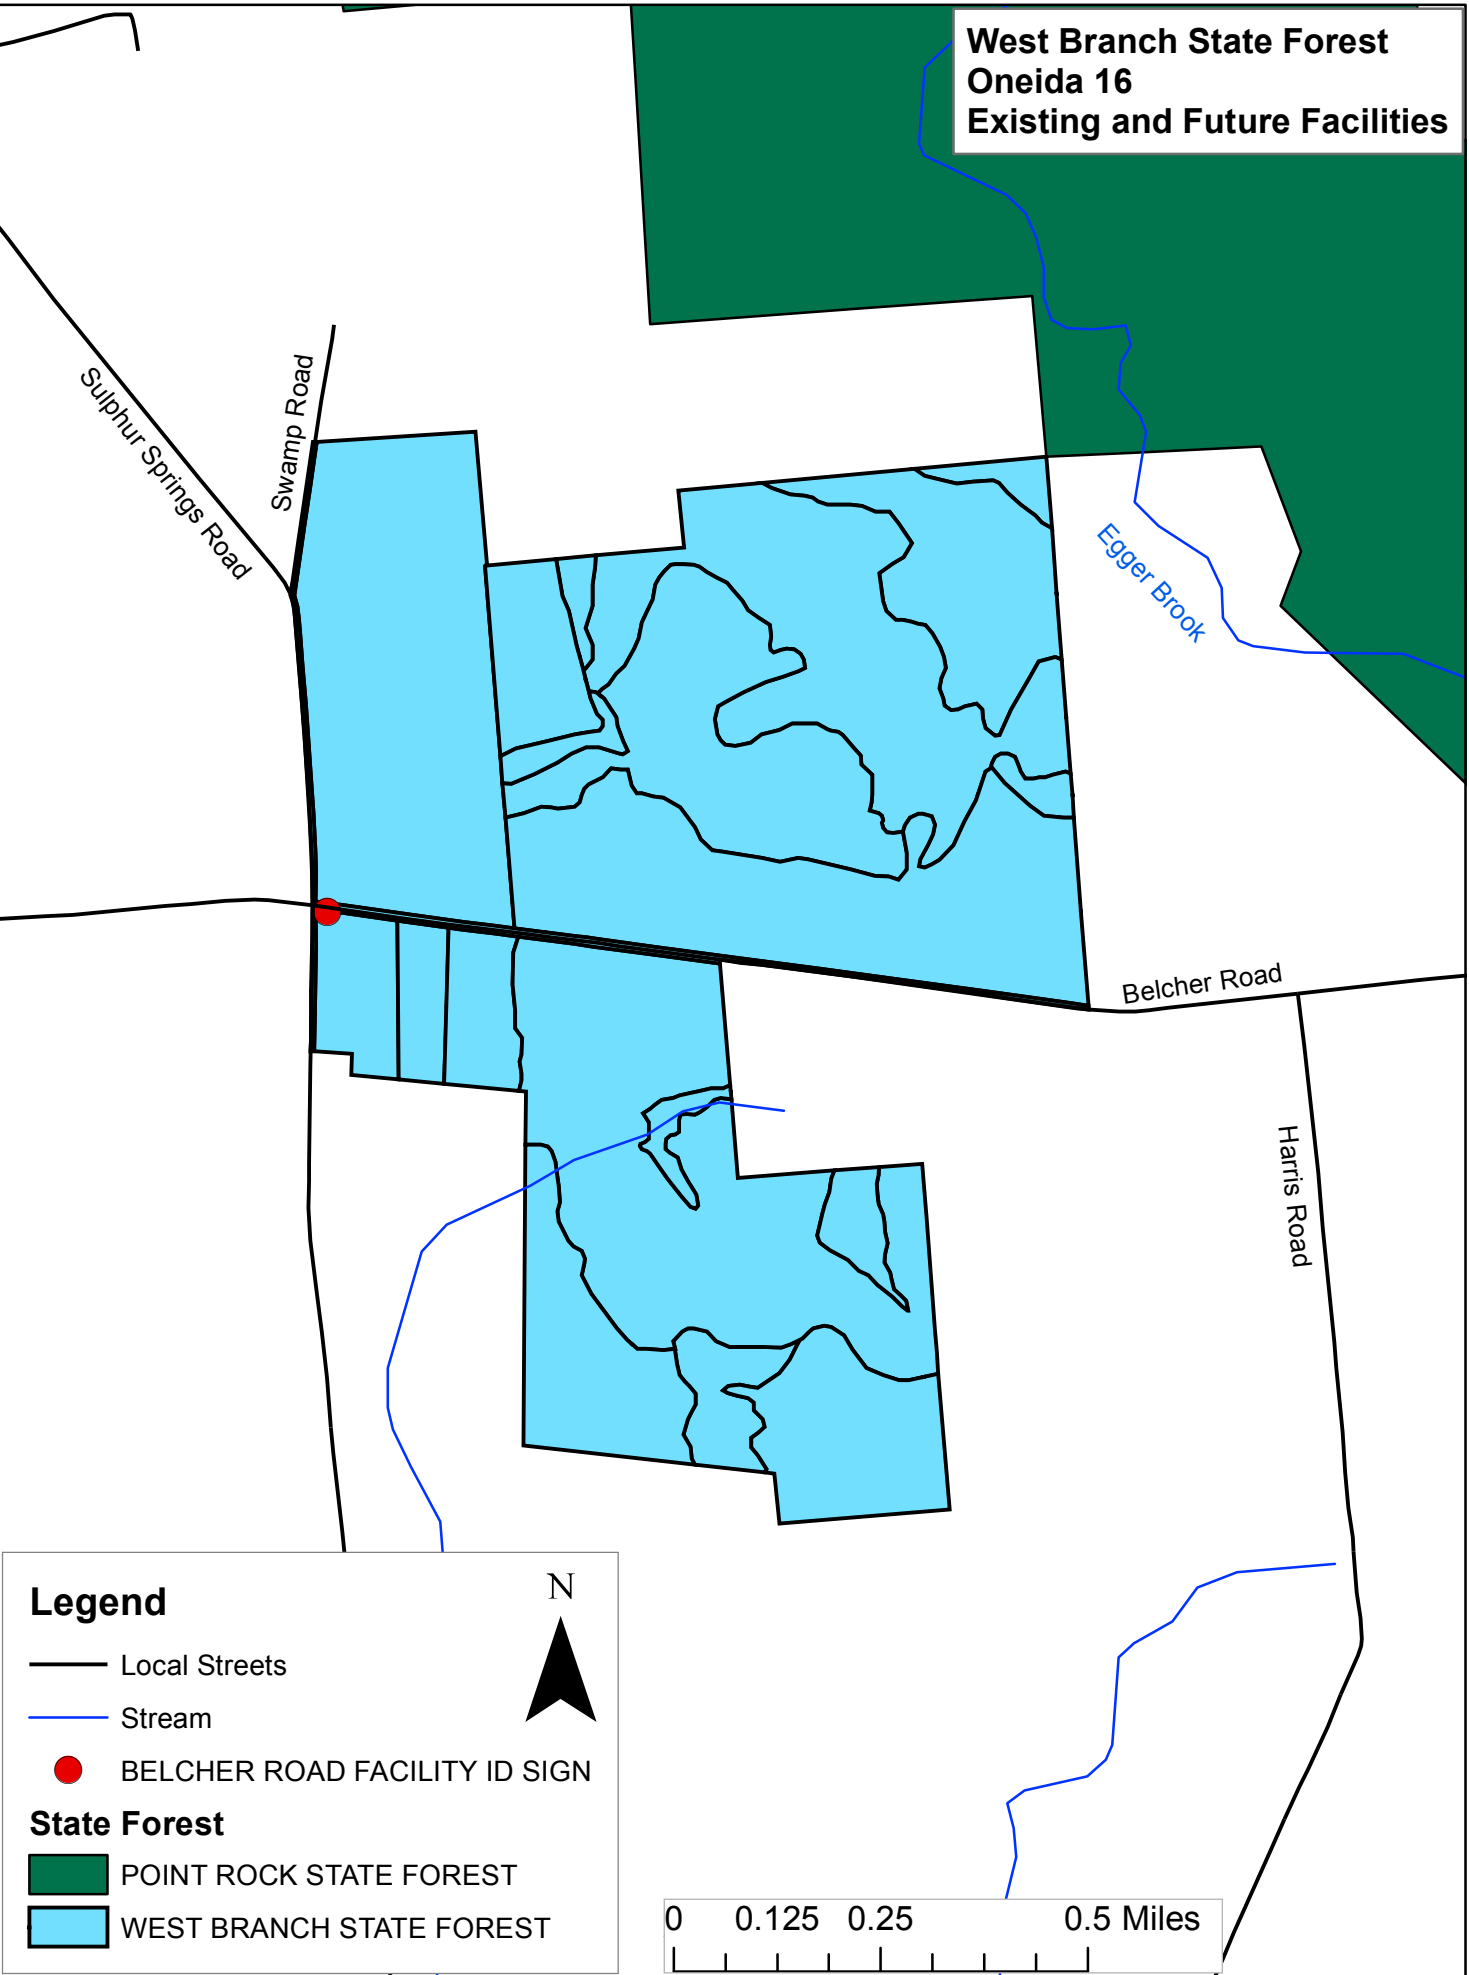 West Branch State Forest
Oneida 16
Existing and Future Facilities
Sulphur Springs Road
Swamp Road
Egger Brook
Belcher Road
Harris Road
Legend
N
Local Streets
Stream
BELCHER ROAD FACILITY ID SIGN
State Forest
POINT ROCK STATE FOREST
WEST BRANCH STATE FOREST
0 0.125 0.25 0.5 Miles